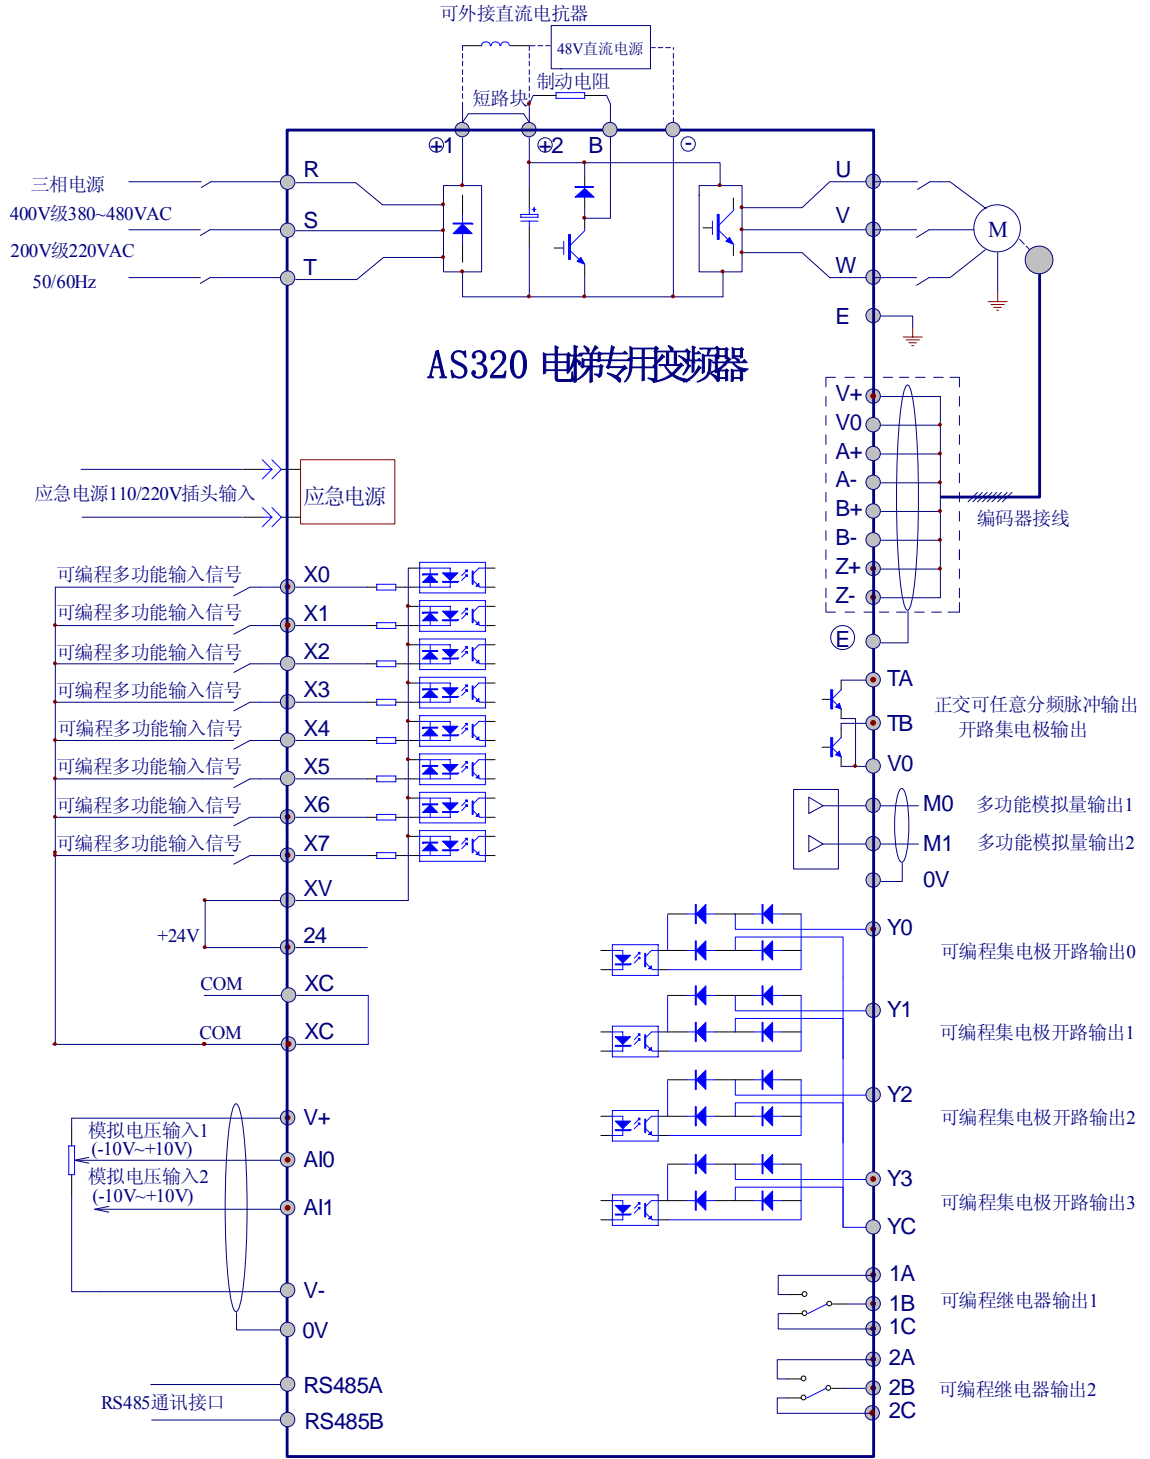 可外接直流电抗器
48V直流电源
制动电阻
短路块
⊕1
⊕2
B
⊖
三相电源
400V级380~480VAC
200V级220VAC
50/60Hz
R
S
T
U
V
W
E
M
+
AS320 电梯专用变频器
V+
V0
A+
A-
B+
B-
Z+
Z-
Ⓔ
编码器接线
应急电源110/220V插头输入
应急电源
可编程多功能输入信号 X0
可编程多功能输入信号 X1
可编程多功能输入信号 X2
可编程多功能输入信号 X3
可编程多功能输入信号 X4
可编程多功能输入信号 X5
可编程多功能输入信号 X6
可编程多功能输入信号 X7
XV
+24V
24
COM XC
COM XC
TA
TB
V0
正交可任意分频脉冲输出
开路集电极输出
M0 多功能模拟量输出1
M1 多功能模拟量输出2
0V
Y0
可编程集电极开路输出0
Y1
可编程集电极开路输出1
Y2
可编程集电极开路输出2
Y3
可编程集电极开路输出3
YC
V+
模拟电压输入1
(-10V~+10V)
AI0
模拟电压输入2
(-10V~+10V)
AI1
V-
0V
1A
1B
1C
可编程继电器输出1
2A
2B
2C
可编程继电器输出2
RS485A
RS485通讯接口
RS485B